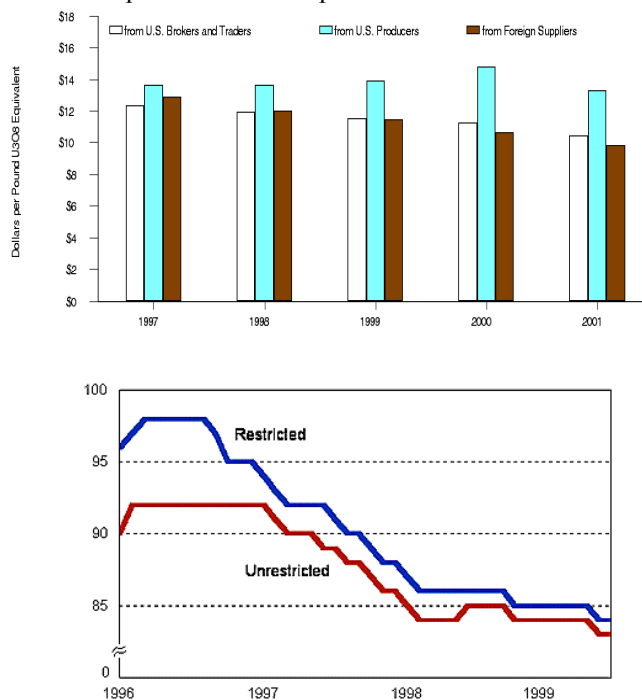 $18
from U.S. Brokers and Traders from U.S. Producers from Foreign Suppliers
$16
$14
$12
$10
$8
$6
$4
$2
$0
Dollars per Pound U3O8 Equivalent
1997 1998 1999 2000 2001
100
Restricted
95
90
Unrestricted
85
0
1996 1997 1998 1999